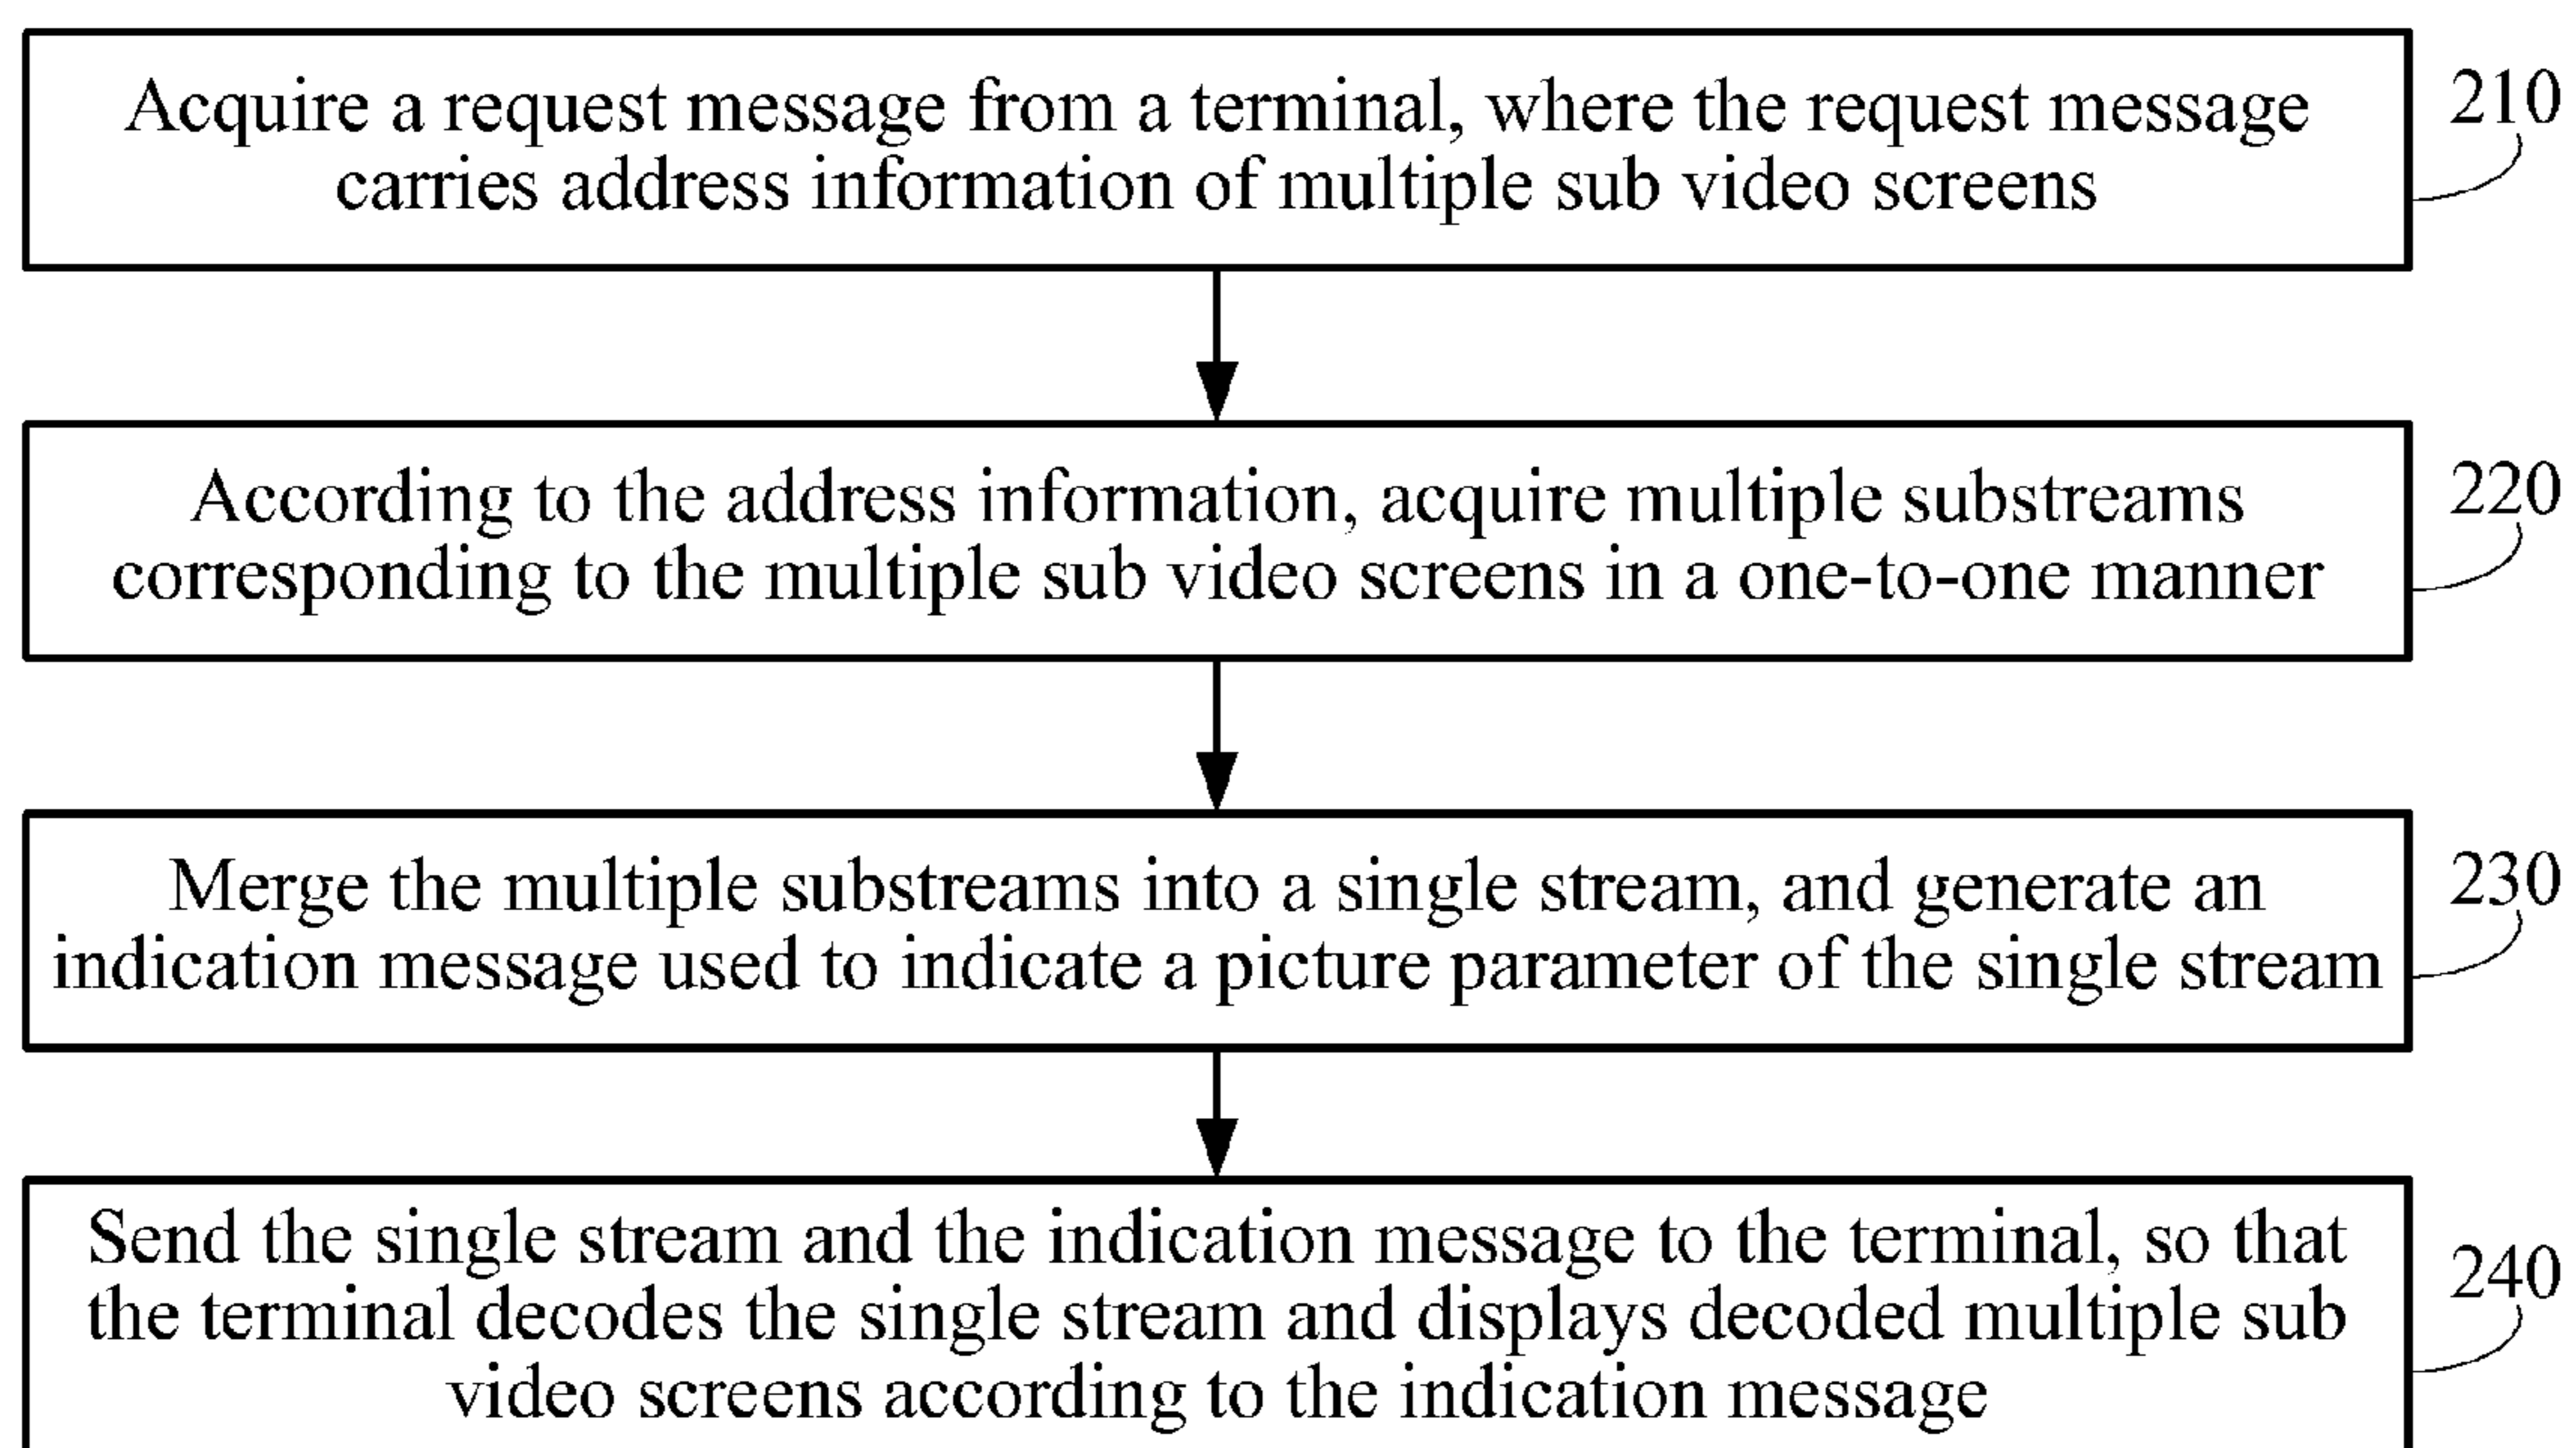 Acquire a request message from a terminal, where the request message
carries address information of multiple sub video screens
210
According to the address information, acquire multiple substreams
corresponding to the multiple sub video screens in a one-to-one manner
220
Merge the multiple substreams into a single stream, and generate an
indication message used to indicate a picture parameter of the single stream
230
Send the single stream and the indication message to the terminal, so that
the terminal decodes the single stream and displays decoded multiple sub
video screens according to the indication message
240